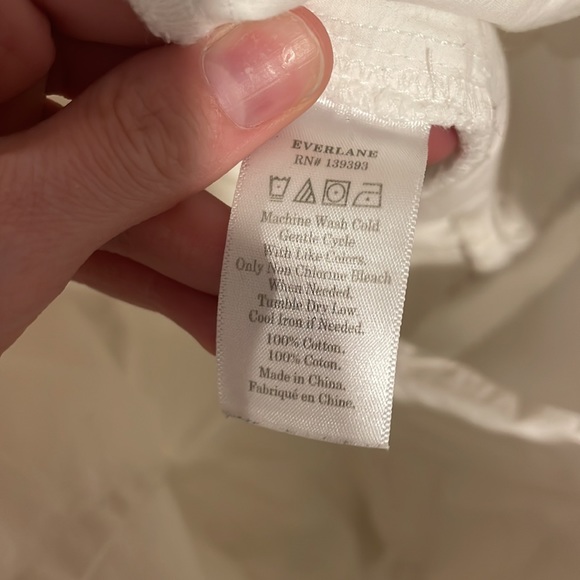 EVERLANE
RN# 139393
Machine Wash Cold
Gentle Cycle
With Like Colors.
Only Non Chlorine Bleach
When Needed.
Tumble Dry Low.
Cool Iron if Needed.
100% Cotton.
100% Coton.
Made in China.
Fabriqué en Chine.